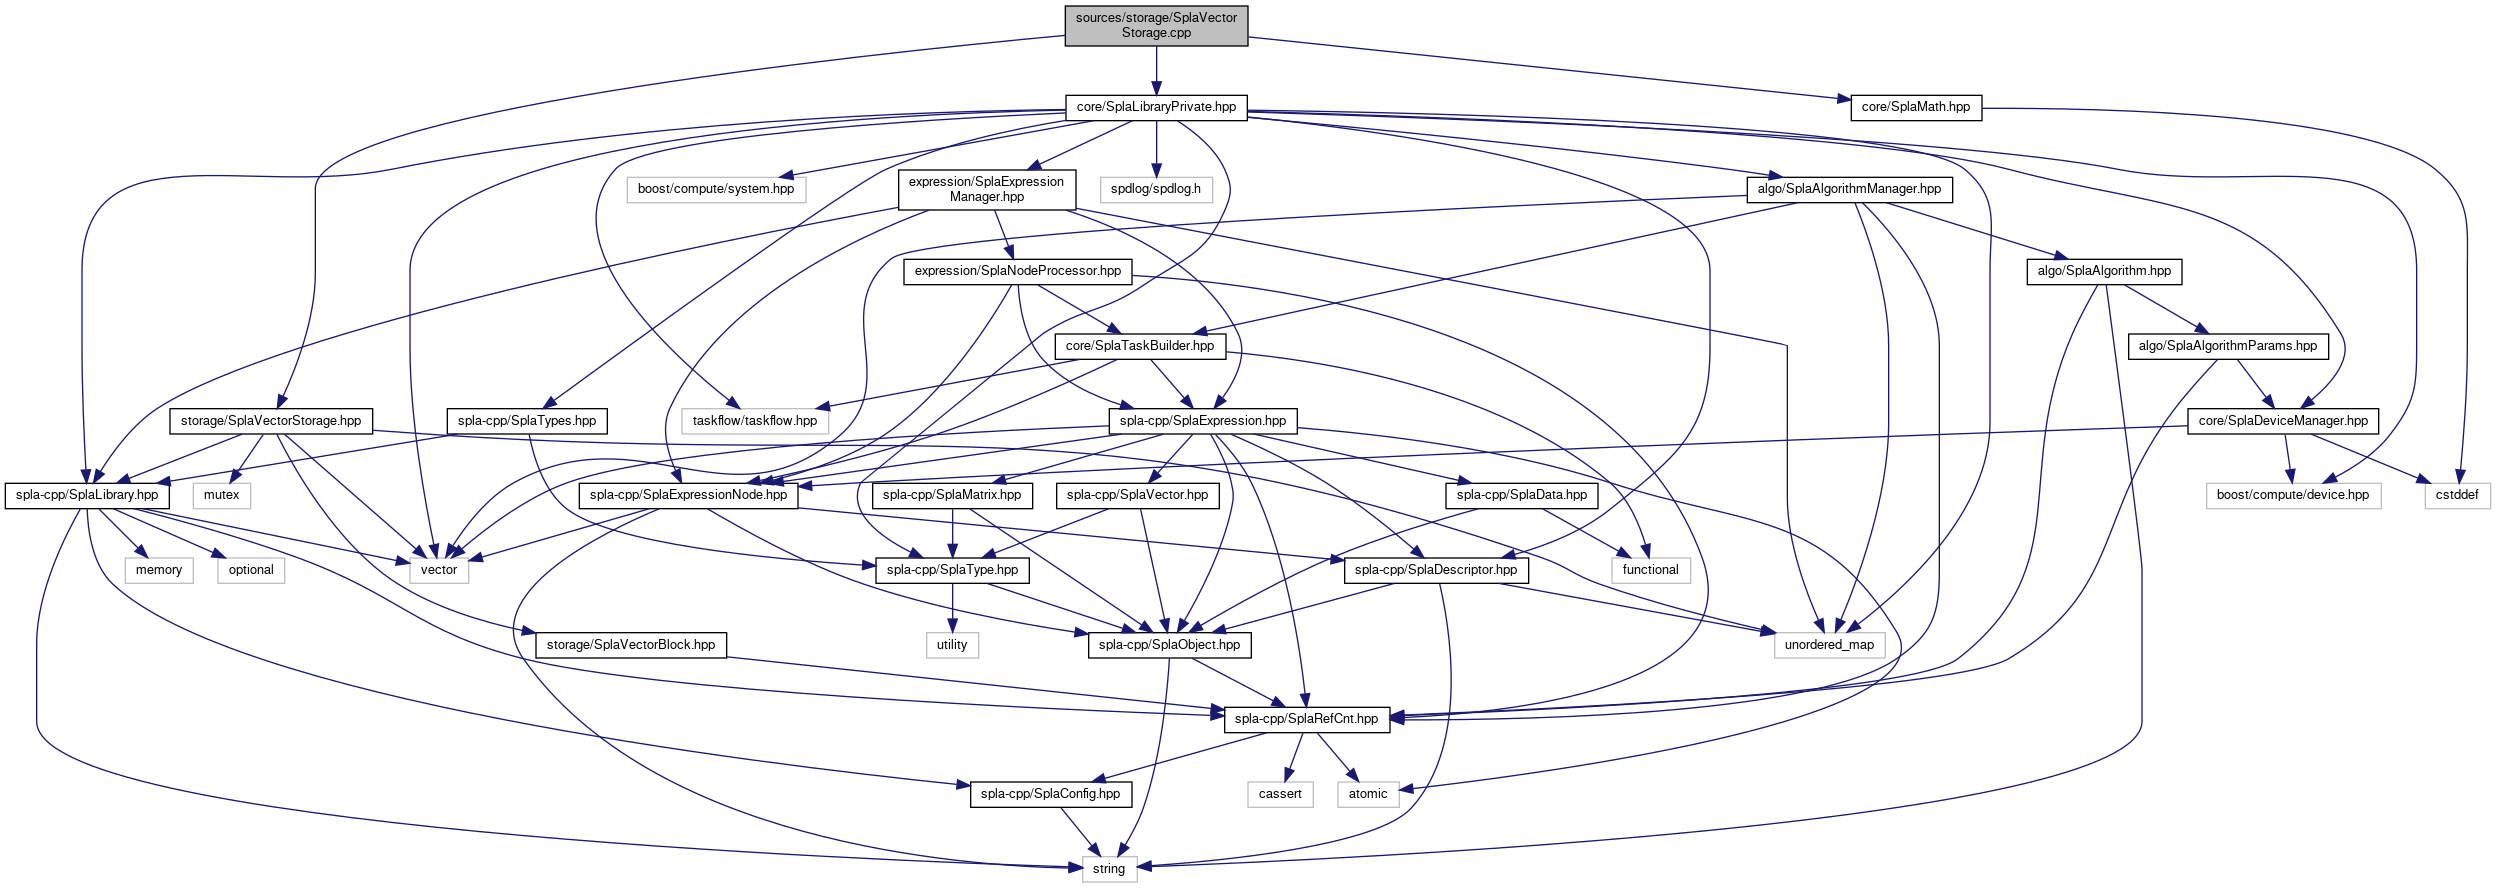 sources/storage/SplaVector
Storage.cpp
core/SplaLibraryPrivate.hpp
core/SplaMath.hpp
boost/compute/system.hpp
expression/SplaExpression
Manager.hpp
spdlog/spdlog.h
algo/SplaAlgorithmManager.hpp
expression/SplaNodeProcessor.hpp
algo/SplaAlgorithm.hpp
core/SplaTaskBuilder.hpp
algo/SplaAlgorithmParams.hpp
storage/SplaVectorStorage.hpp
spla-cpp/SplaTypes.hpp
taskflow/taskflow.hpp
spla-cpp/SplaExpression.hpp
core/SplaDeviceManager.hpp
spla-cpp/SplaLibrary.hpp
mutex
spla-cpp/SplaExpressionNode.hpp
spla-cpp/SplaMatrix.hpp
spla-cpp/SplaVector.hpp
spla-cpp/SplaData.hpp
boost/compute/device.hpp
cstddef
memory
optional
vector
spla-cpp/SplaType.hpp
spla-cpp/SplaDescriptor.hpp
functional
storage/SplaVectorBlock.hpp
utility
spla-cpp/SplaObject.hpp
unordered_map
spla-cpp/SplaRefCnt.hpp
spla-cpp/SplaConfig.hpp
cassert
atomic
string